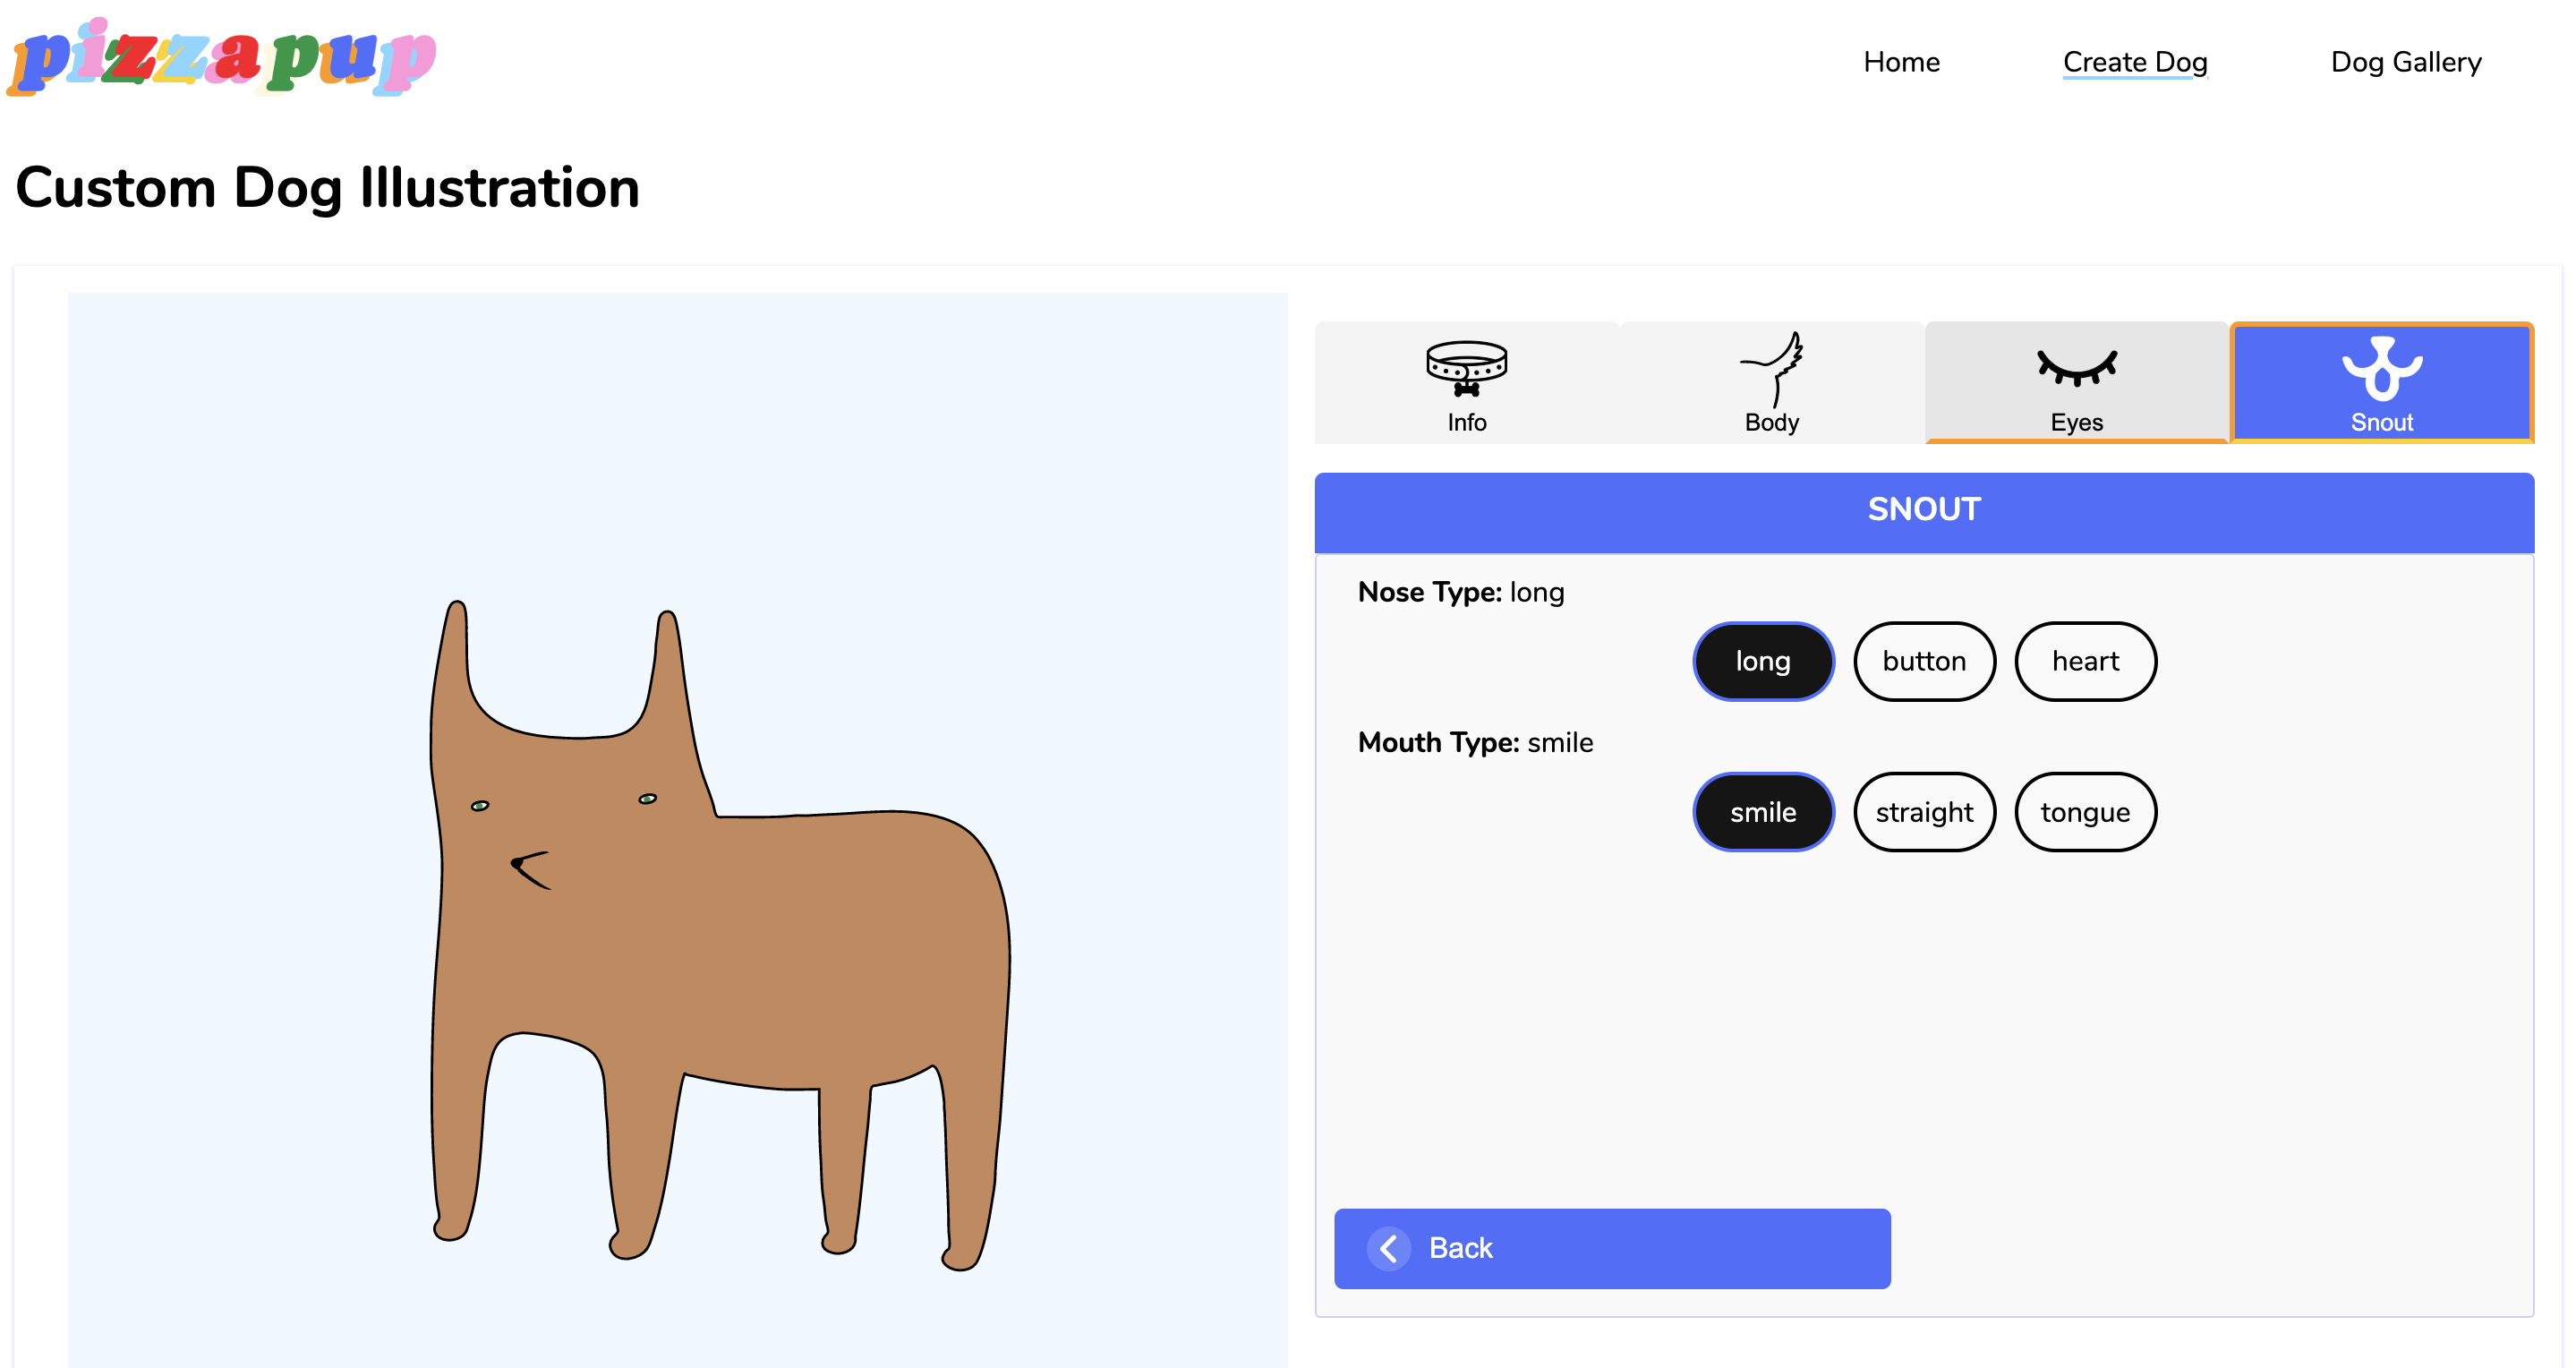 pizzapup
Home Create Dog Dog Gallery
Custom Dog Illustration
Info Body Eyes Snout
SNOUT
Nose Type: long
long button heart
Mouth Type: smile
smile straight tongue
Back